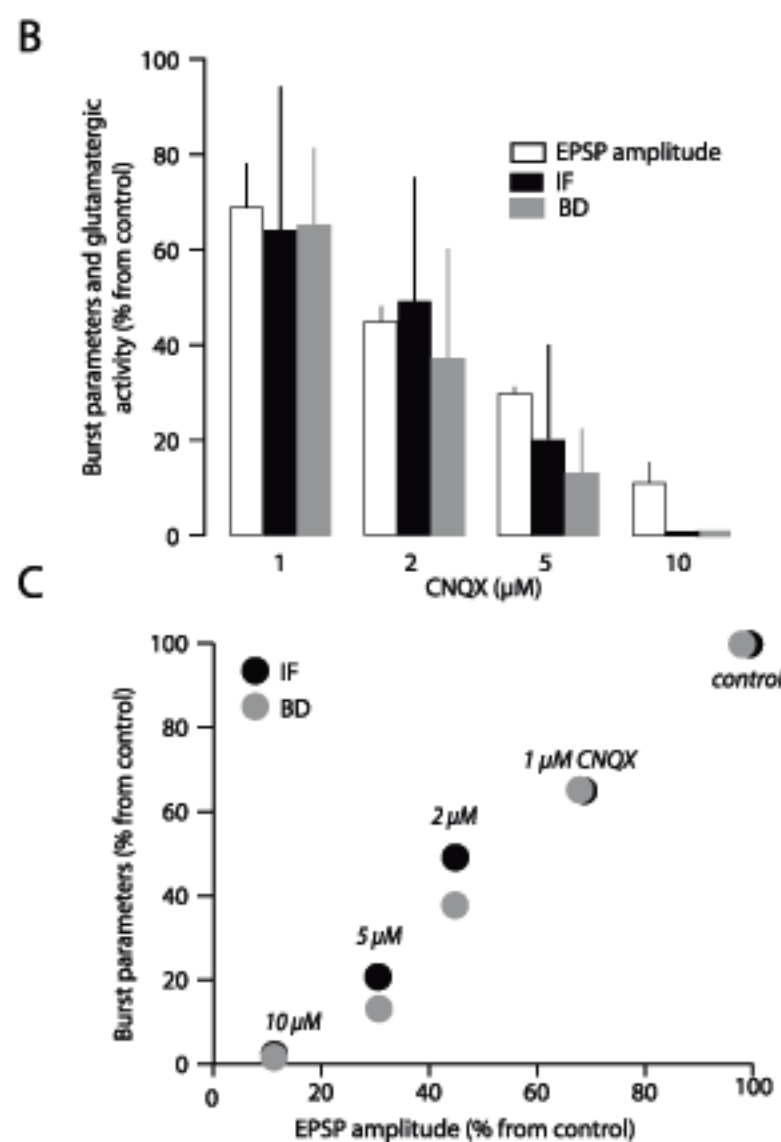 B
Burst parameters and glutamatergic
activity (% from control)
100
80
60
40
20
0
EPSP amplitude
IF
BD
1
2
5
10
CNQX (µM)
C
Burst parameters (% from control)
100
80
60
40
20
0
IF
BD
control
1 µM CNQX
2 µM
5 µM
10 µM
0
20
40
60
80
100
EPSP amplitude (% from control)